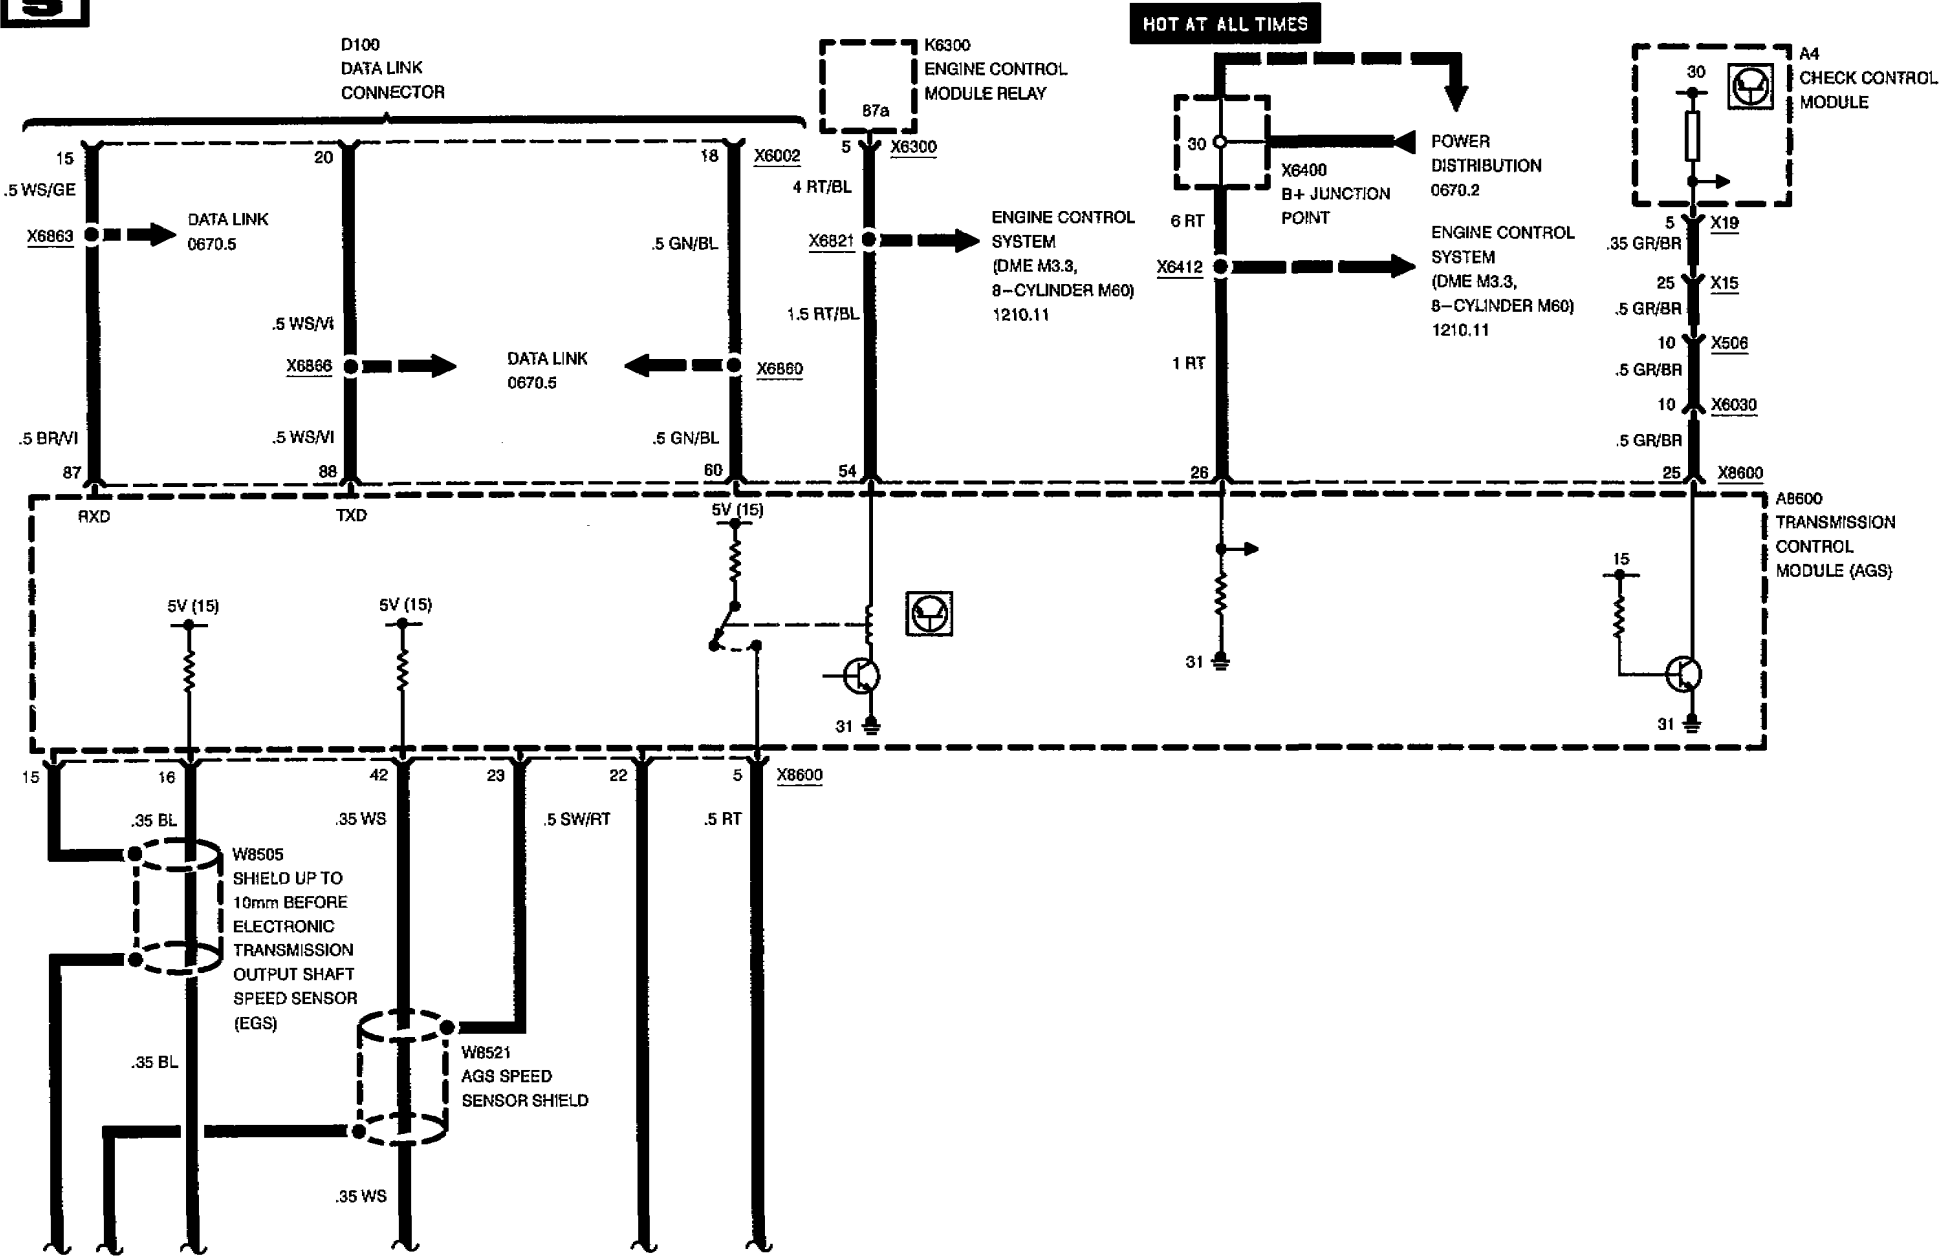 S
HOT AT ALL TIMES
D100
DATA LINK
CONNECTOR
K6300
ENGINE CONTROL
MODULE RELAY
87a
A4
CHECK CONTROL
MODULE
30
15
20
18
X6002
5
X6300
30
X6400
B+ JUNCTION
POINT
POWER
DISTRIBUTION
0670.2
.5 WS/GE
4 RT/BL
6 RT
5
X19
.35 GR/BR
X6863
DATA LINK
0670.5
.5 GN/BL
X6821
ENGINE CONTROL
SYSTEM
(DME M3.3,
8–CYLINDER M60)
1210.11
X6412
ENGINE CONTROL
SYSTEM
(DME M3.3,
8–CYLINDER M60)
1210.11
25
X15
.5 GR/BR
.5 WS/VI
1.5 RT/BL
10
X506
X6866
DATA LINK
0670.5
X6860
1 RT
.5 GR/BR
10
X6030
.5 BR/VI
.5 WS/VI
.5 GN/BL
.5 GR/BR
87
88
60
54
26
25
X8600
RXD
TXD
5V (15)
A8600
TRANSMISSION
CONTROL
MODULE (AGS)
15
5V (15)
5V (15)
31
31
31
15
16
42
23
22
5
X8600
.35 BL
.35 WS
.5 SW/RT
.5 RT
W8505
SHIELD UP TO
10mm BEFORE
ELECTRONIC
TRANSMISSION
OUTPUT SHAFT
SPEED SENSOR
(EGS)
.35 BL
W8521
AGS SPEED
SENSOR SHIELD
.35 WS